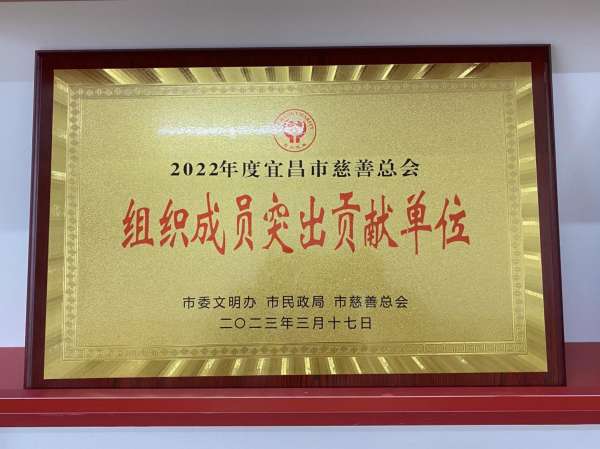 2022年度宜昌市慈善总会
组织成员突出贡献单位
市委文明办 市民政局 市慈善总会
二〇二三年三月十七日